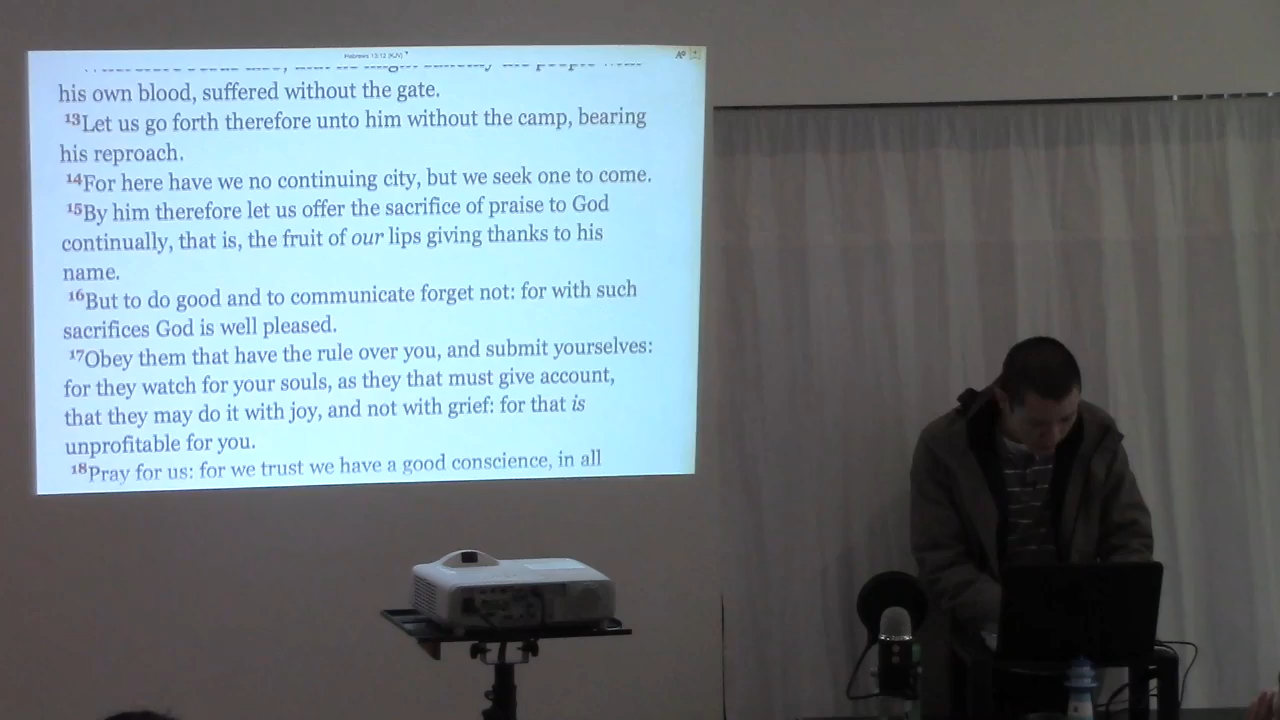 Hebrews 13:12 (KJV)
his own blood, suffered without the gate.
13Let us go forth therefore unto him without the camp, bearing
his reproach.
14For here have we no continuing city, but we seek one to come.
15By him therefore let us offer the sacrifice of praise to God
continually, that is, the fruit of our lips giving thanks to his
name.
16But to do good and to communicate forget not: for with such
sacrifices God is well pleased.
17Obey them that have the rule over you, and submit yourselves:
for they watch for your souls, as they that must give account,
that they may do it with joy, and not with grief: for that is
unprofitable for you.
18Pray for us: for we trust we have a good conscience, in all